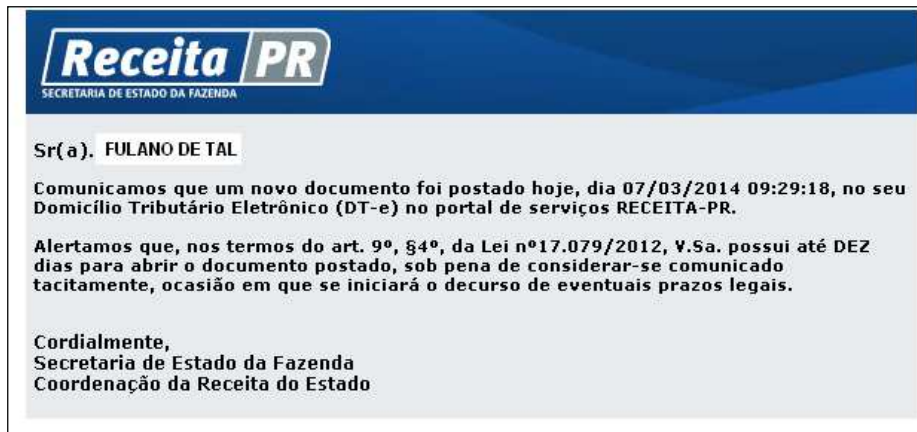 Receita PR
SECRETARIA DE ESTADO DA FAZENDA
Sr(a). FULANO DE TAL
Comunicamos que um novo documento foi postado hoje, dia 07/03/2014 09:29:18, no seu
Domicílio Tributário Eletrônico (DT-e) no portal de serviços RECEITA-PR.
Alertamos que, nos termos do art. 9º, §4º, da Lei nº17.079/2012, V.Sa. possui até DEZ
dias para abrir o documento postado, sob pena de considerar-se comunicado
tacitamente, ocasião em que se iniciará o decurso de eventuais prazos legais.
Cordialmente,
Secretaria de Estado da Fazenda
Coordenação da Receita do Estado